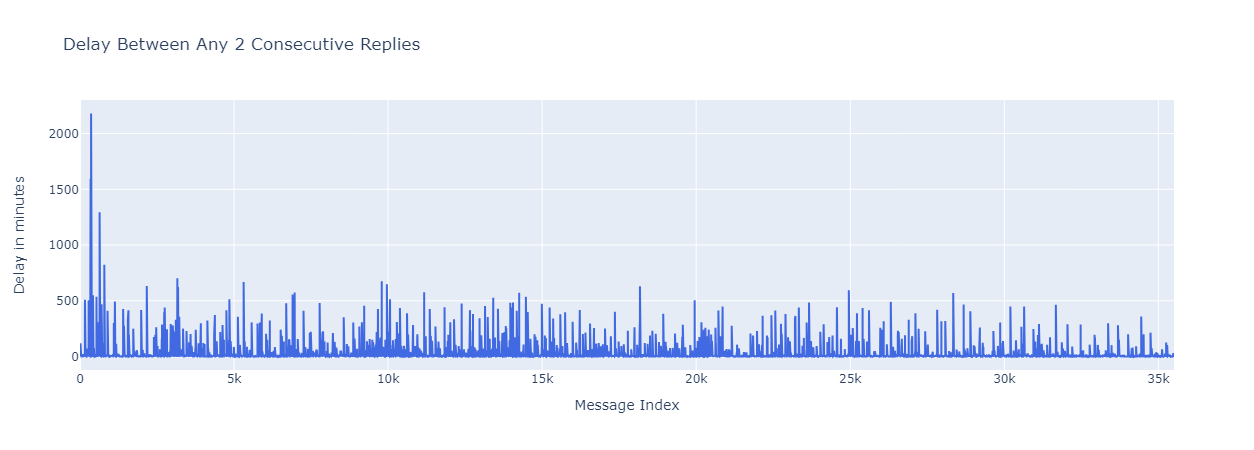 Delay Between Any 2 Consecutive Replies
Delay in minutes
2000
1500
1000
500
0
0 5k 10k 15k 20k 25k 30k 35k
Message Index